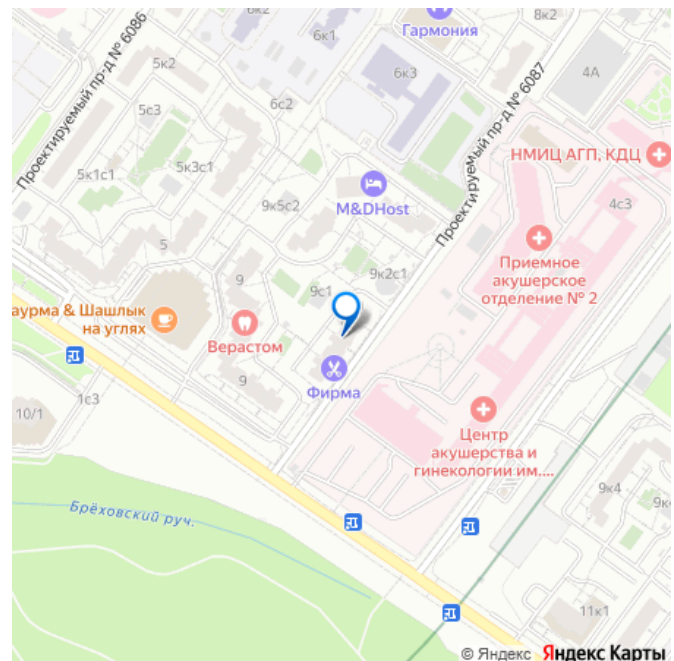 8к2
6к1
Гармония
Проектируемый пр-д № 6086
5к2
6к3
4А
Проектируемый пр-д № 6087
5с3
6с2
НМИЦ АГП, КДЦ
5к1с1
5к3с1
M&DHost
9к5с2
4с3
Приемное
акушерское
отделение № 2
5
9
9к2с1
9с1
аурма & Шашлык
на углях
Верастом
9
Фирма
1с3
10/1
Центр
акушерства и
гинекологии им....
9к4
9к
Брёховский руч.
11к1
© Яндекс Яндекс Карты